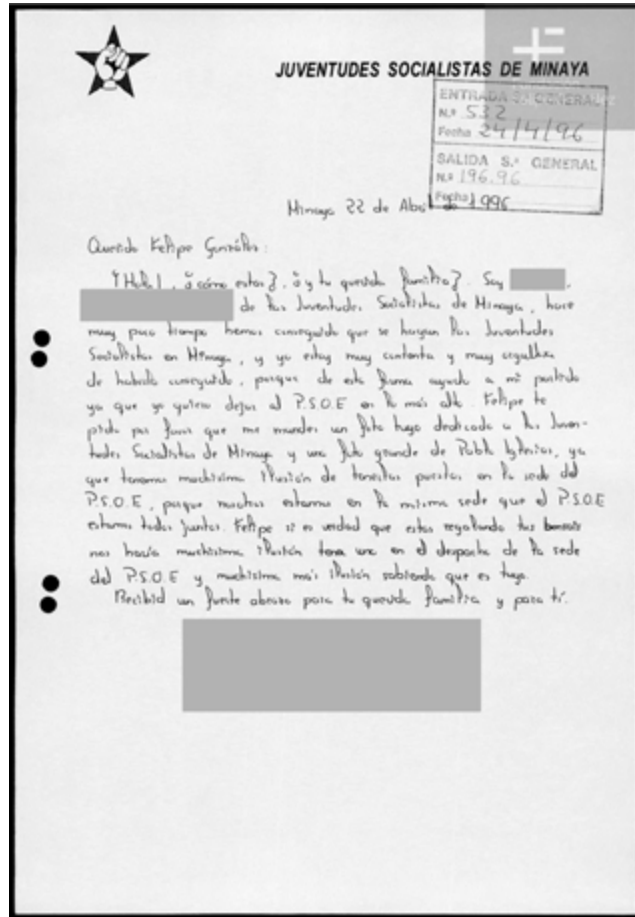 JUVENTUDES SOCIALISTAS DE MINAYA
ENTRADA S.ª GENERAL
N.º 532
Fecha 24/4/96
SALIDA S.ª GENERAL
N.º 196.96
Fecha
Minaya 22 de Abril de 1996
Querido Felipe González:
¡Hola!, ¿cómo estas?, ¿y tu querida familia?. Soy
de las Juventudes Socialistas de Minaya, hace
muy poco tiempo hemos conseguido que se hagan las Juventudes
Socialistas en Minaya, y yo estoy muy contenta y muy orgullosa
de haberlo conseguido, porque de esta forma ayudo a mi partido
ya que yo quiero dejar al P.S.O.E en lo más alto. Felipe te
pido por favor que me mandes un foto tuya dedicada a las Juven-
tudes Socialistas de Minaya y una foto grande de Pablo Iglesias, ya
que tenemos muchísima ilusión de tenerlas puestas en la sede del
P.S.O.E, porque nosotros estamos en la misma sede que el P.S.O.E
estamos todos juntos. Felipe si es verdad que estas regalando tus bonsais
nos haría muchísima ilusión tener uno en el despacho de la sede
del P.S.O.E y muchísima más ilusión sabiendo que es tuyo.
Recibid un fuerte abrazo para tu querida familia y para ti.